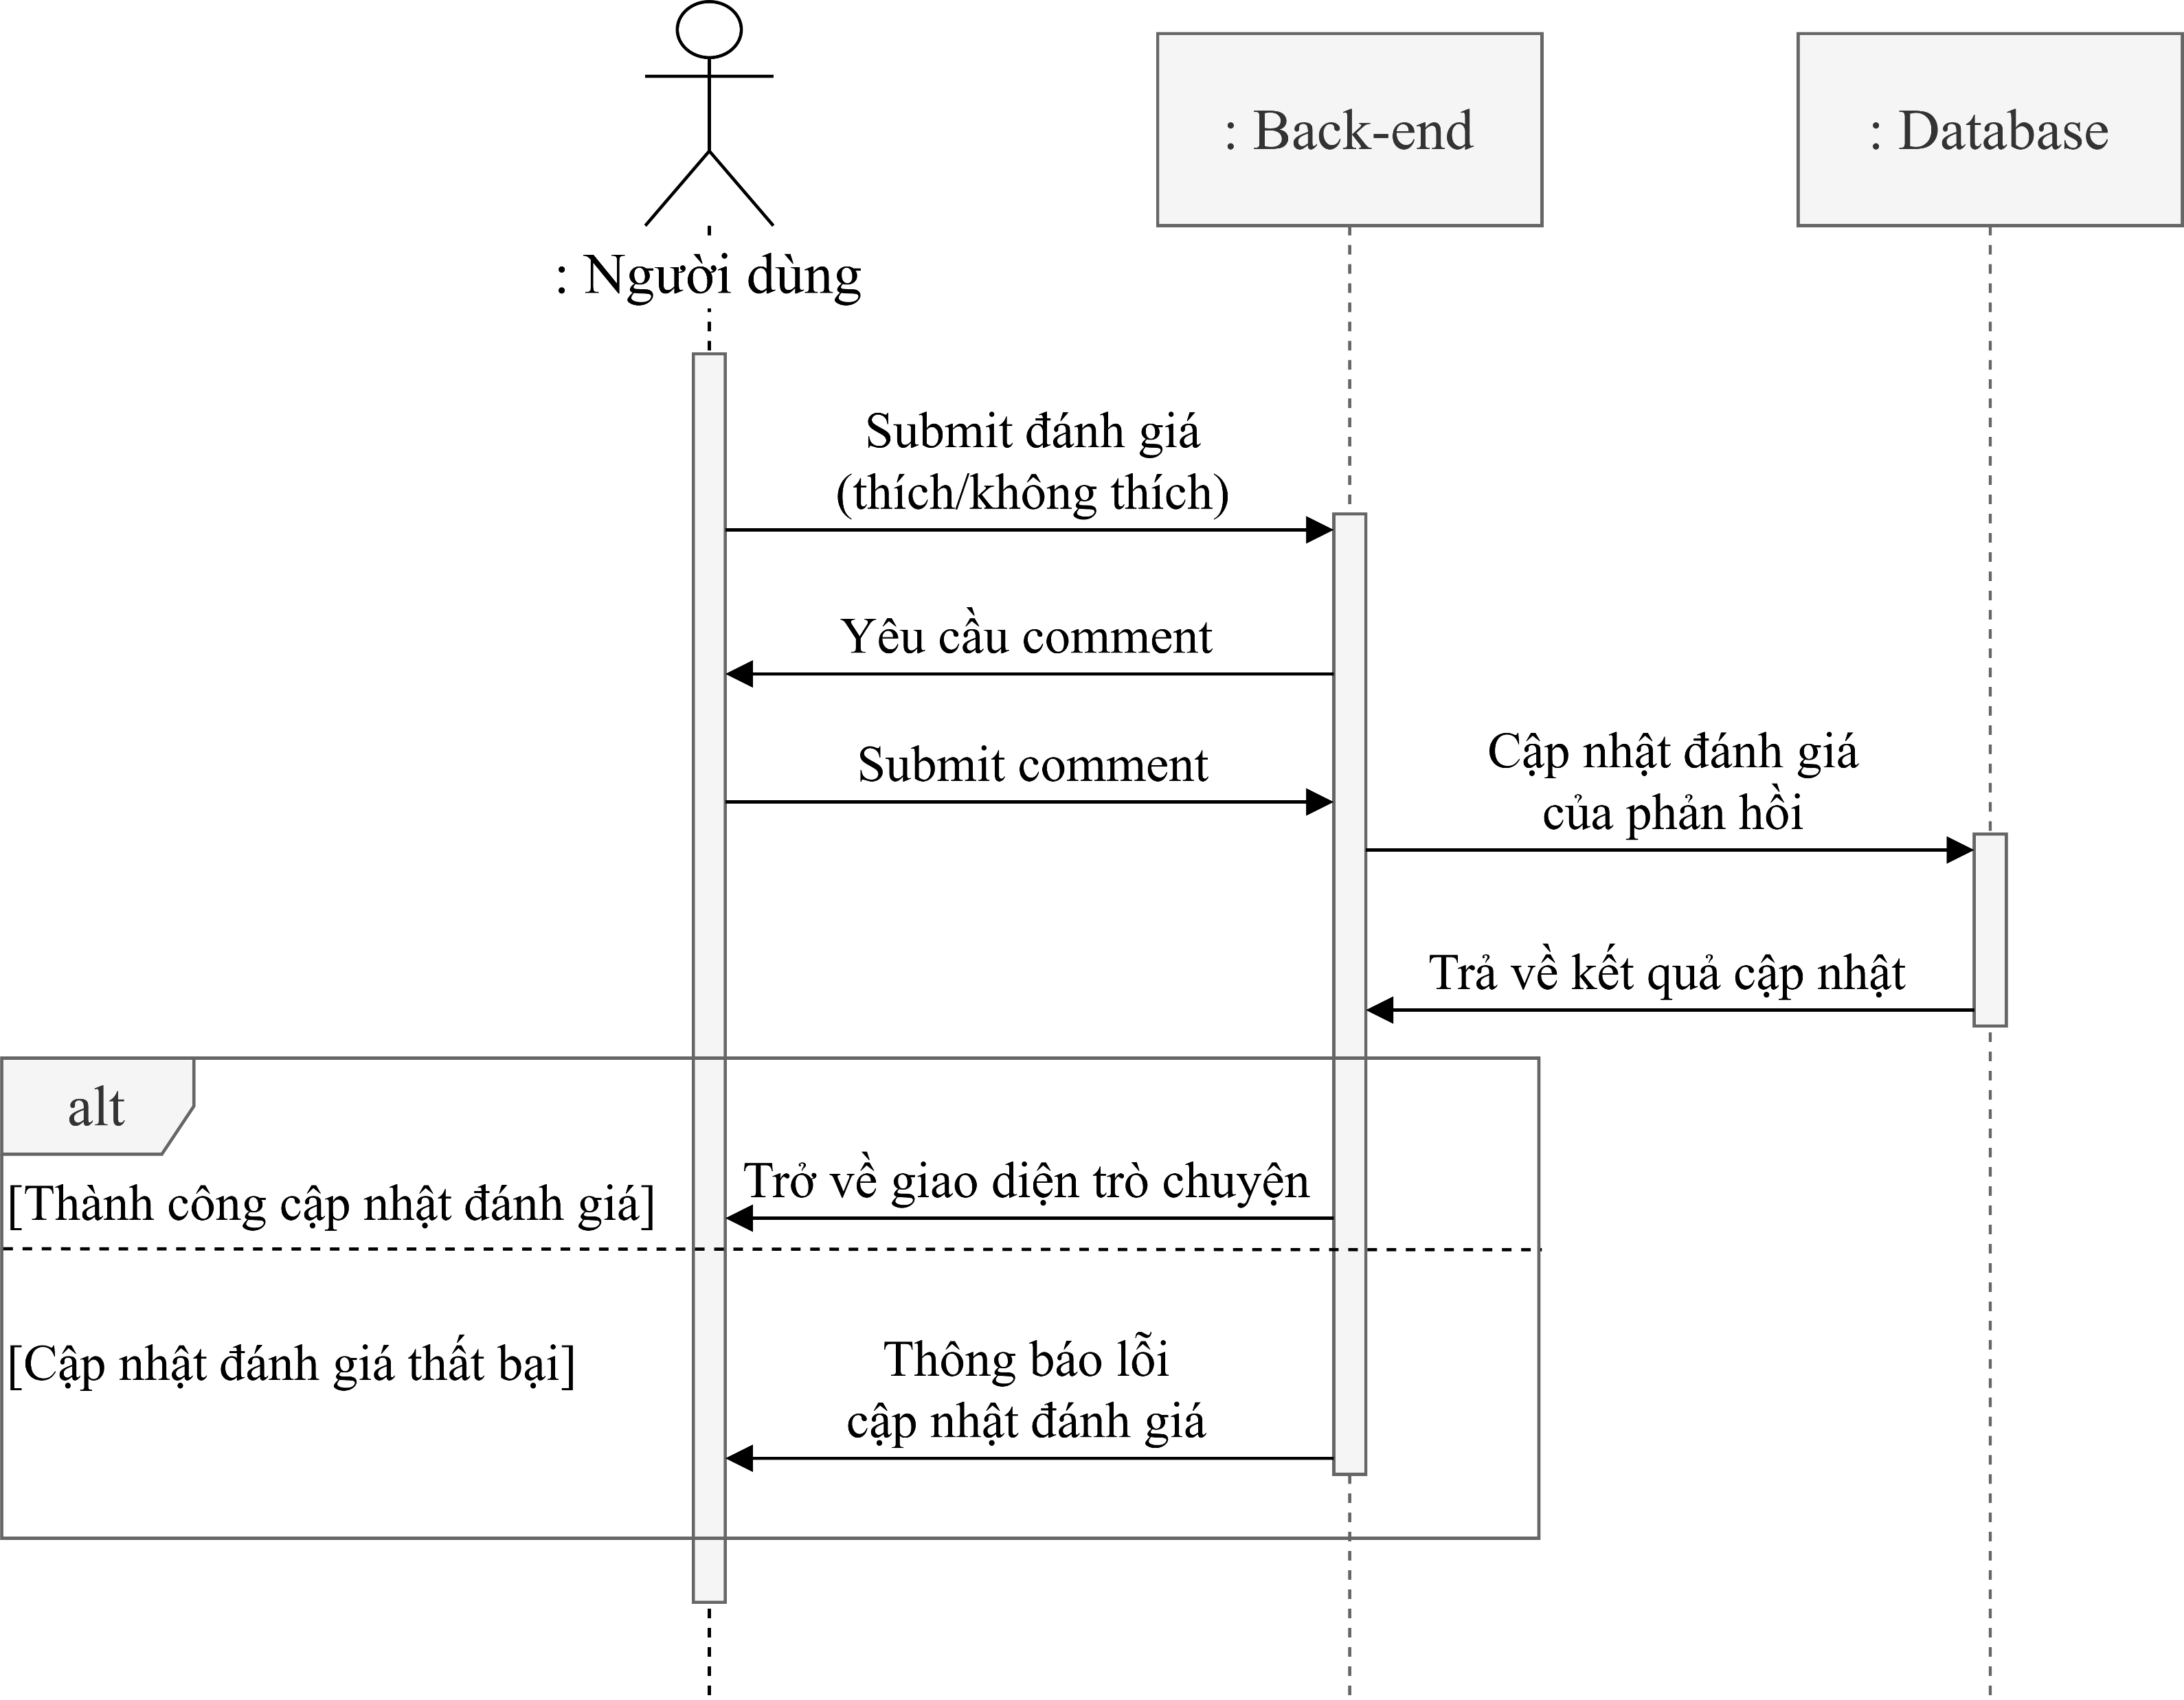 : Back-end
: Database
: Người dùng
Submit đánh giá
(thích/không thích)
Yêu cầu comment
Submit comment
Cập nhật đánh giá
của phản hồi
Trả về kết quả cập nhật
alt
Trở về giao diện trò chuyện
[Thành công cập nhật đánh giá]
[Cập nhật đánh giá thất bại]
Thông báo lỗi
cập nhật đánh giá